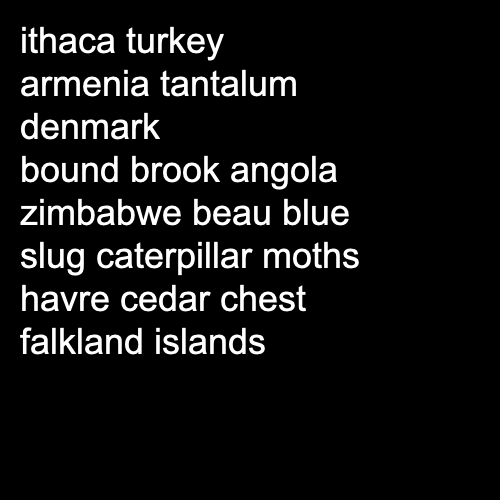 ithaca turkey
armenia tantalum
denmark
bound brook angola
zimbabwe beau blue
slug caterpillar moths
havre cedar chest
falkland islands